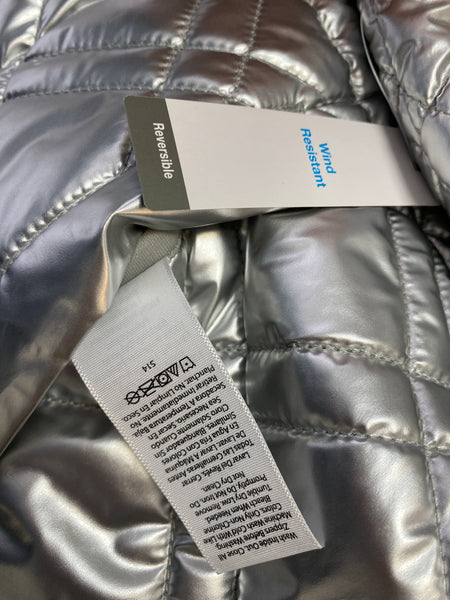 Reversible
Wind
Resistant
Wash Inside Out. Close All
Zippers Before Washing
Machine Wash Cold With Like
Colors. Only Non-Chlorine
Bleach When Needed.
Tumble Dry Low. Remove
Promptly. Do Not Iron. Do
Not Dry Clean.
Lavar Del Revés. Cerrar
Todas Las Cremalleras Antes
De Lavar. Lavar A Máquina
En Agua Fría Con Colores
Similares. Blanqueador Sin
Cloro Solamente Cuando
Sea Necesario. Secar En
Secadora A Temperatura Baja
Retirar Inmediatamente. No
Planchar. No Limpiar En Seco.
S14